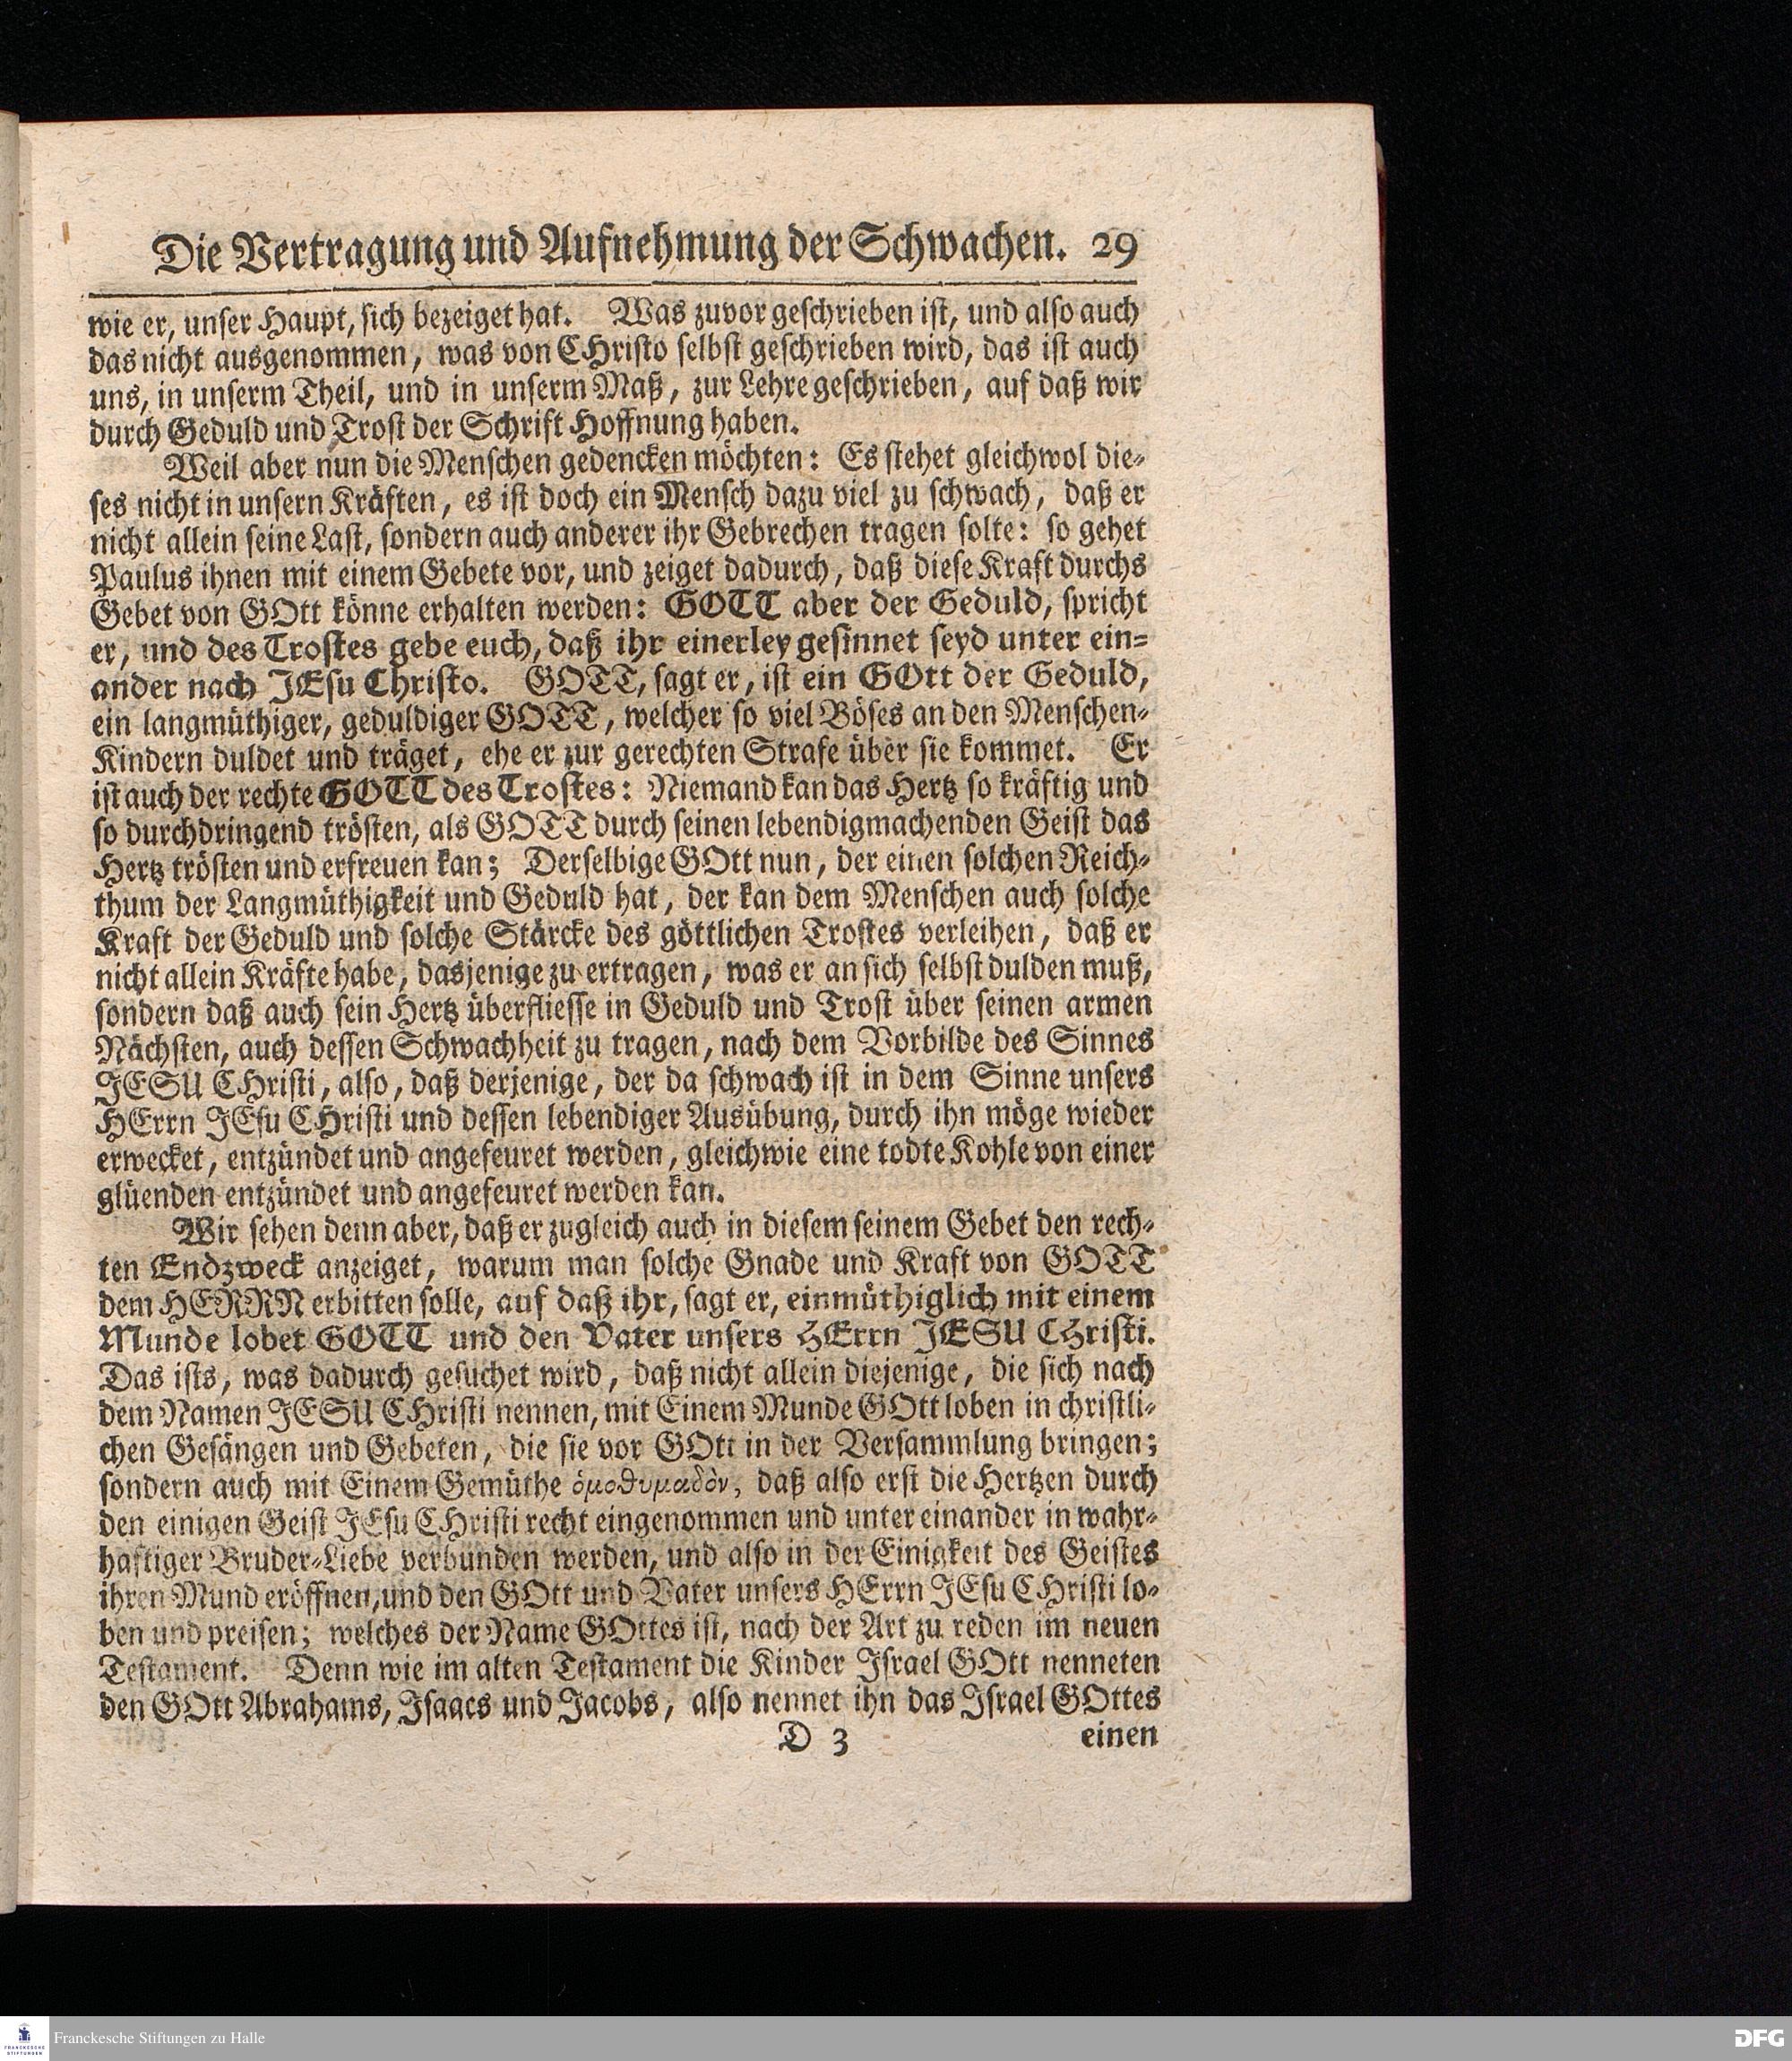 Die Vertragung und Aufnehmung der Schwachen. 29
wie er, unser Haupt, sich bezeiget hat. Was zuvor geschrieben ist, und also auch
das nicht ausgenommen, was von CHristo selbst geschrieben wird, das ist auch
uns, in unserm Theil, und in unserm Maß, zur Lehre geschrieben, auf daß wir
durch Geduld und Trost der Schrift Hoffnung haben.
Weil aber nun die Menschen gedencken möchten: Es stehet gleichwol die-
ses nicht in unsern Kräften, es ist doch ein Mensch dazu viel zu schwach, daß er
nicht allein seine Last, sondern auch anderer ihr Gebrechen tragen solte: so gehet
Paulus ihnen mit einem Gebete vor, und zeiget dadurch, daß diese Kraft durchs
Gebet von GOtt könne erhalten werden: GOTT aber der Geduld, spricht
er, und des Trostes gebe euch, daß ihr einerley gesinnet seyd unter ein=
ander nach JEsu Christo. GOTT, sagt er, ist ein GOtt der Geduld,
ein langmüthiger, geduldiger GOTT, welcher so viel Böses an den Menschen-
Kindern duldet und träget, ehe er zur gerechten Strafe über sie kommet. Er
ist auch der rechte GOTT des Trostes: Niemand kan das Hertz so kräftig und
so durchdringend trösten, als GOTT durch seinen lebendigmachenden Geist das
Hertz trösten und erfreuen kan; Derselbige GOtt nun, der einen solchen Reich-
thum der Langmüthigkeit und Geduld hat, der kan dem Menschen auch solche
Kraft der Geduld und solche Stärcke des göttlichen Trostes verleihen, daß er
nicht allein Kräfte habe, dasjenige zu ertragen, was er an sich selbst dulden muß,
sondern daß auch sein Hertz überfliesse in Geduld und Trost über seinen armen
Nächsten, auch dessen Schwachheit zu tragen, nach dem Vorbilde des Sinnes
JESU CHristi, also, daß derjenige, der da schwach ist in dem Sinne unsers
HErrn JEsu CHristi und dessen lebendiger Ausübung, durch ihn möge wieder
erwecket, entzündet und angefeuret werden, gleichwie eine todte Kohle von einer
glüenden entzündet und angefeuret werden kan.
Wir sehen denn aber, daß er zugleich auch in diesem seinem Gebet den rech-
ten Endzweck anzeiget, warum man solche Gnade und Kraft von GOTT
dem HERRN erbitten solle, auf daß ihr, sagt er, einmüthiglich mit einem
Munde lobet GOTT und den Vater unsers HErrn JESU CHristi.
Das ists, was dadurch gesuchet wird, daß nicht allein diejenige, die sich nach
dem Namen JESU CHristi nennen, mit Einem Munde GOtt loben in christli-
chen Gesängen und Gebeten, die sie vor GOtt in der Versammlung bringen;
sondern auch mit Einem Gemüthe ὁμοθυμαδὸν, daß also erst die Hertzen durch
den einigen Geist JEsu CHristi recht eingenommen und unter einander in wahr-
haftiger Bruder-Liebe verbunden werden, und also in der Einigkeit des Geistes
ihren Mund eröffnen, und den GOtt und Vater unsers HErrn JEsu CHristi lo-
ben und preisen; welches der Name GOttes ist, nach der Art zu reden im neuen
Testament. Denn wie im alten Testament die Kinder Israel GOtt nenneten
den GOtt Abrahams, Isaacs und Jacobs, also nennet ihn das Israel GOttes
D 3 einen
FRANCKESCHE STIFTUNGEN
Franckesche Stiftungen zu Halle
DFG